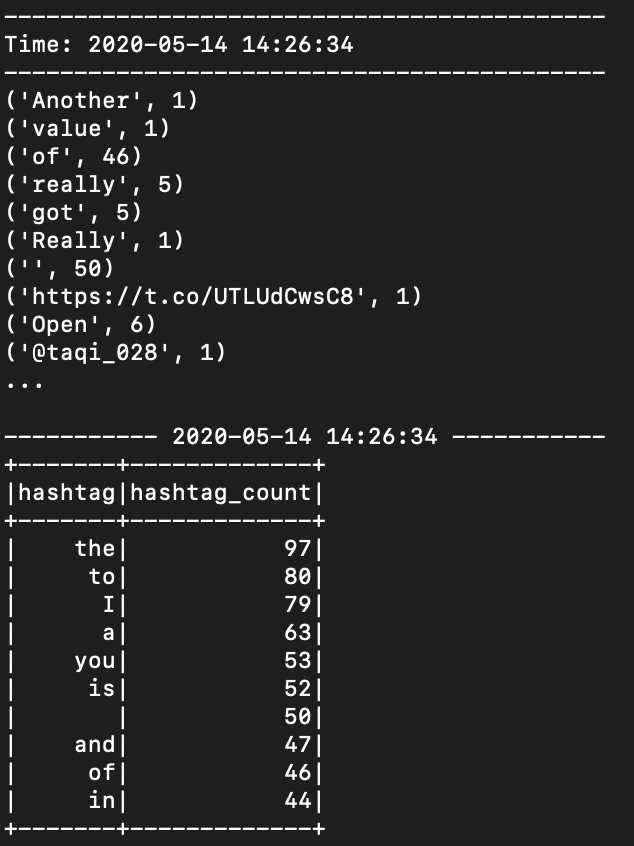 -------------------------------------------
Time: 2020-05-14 14:26:34
-------------------------------------------
('Another', 1)
('value', 1)
('of', 46)
('really', 5)
('got', 5)
('Really', 1)
('', 50)
('https://t.co/UTLUdCwsC8', 1)
('Open', 6)
('@taqi_028', 1)
...
----------- 2020-05-14 14:26:34 -----------
+-------+-------------+
|hashtag|hashtag_count|
+-------+-------------+
|    the|           97|
|     to|           80|
|      I|           79|
|      a|           63|
|    you|           53|
|     is|           52|
|       |           50|
|    and|           47|
|     of|           46|
|     in|           44|
+-------+-------------+